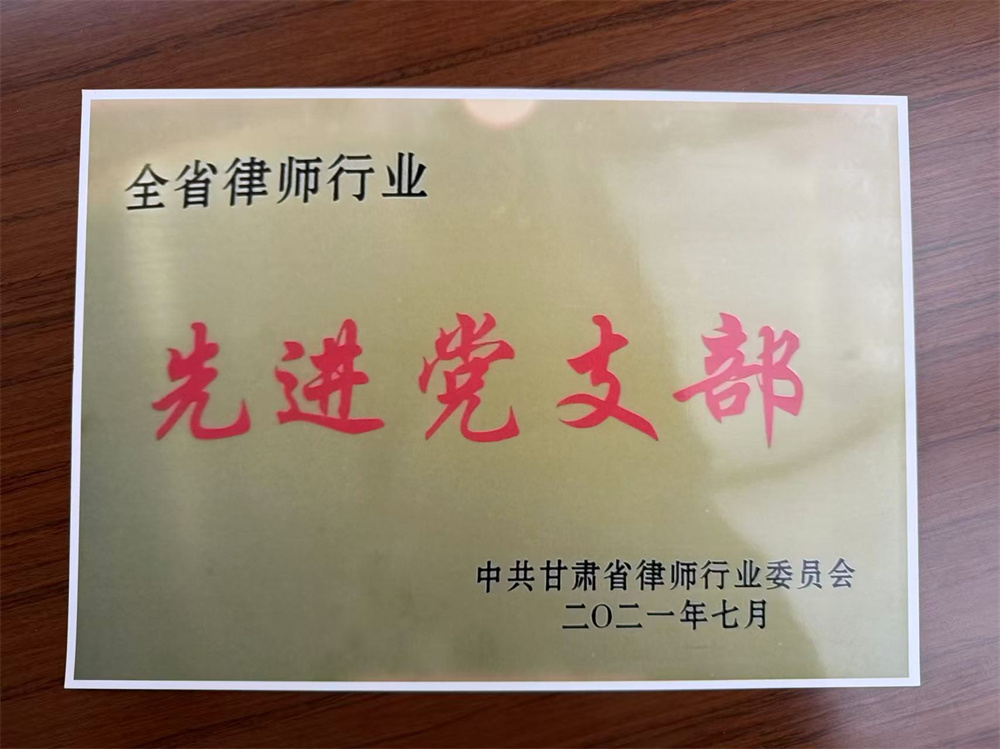 全省律师行业
先进党支部
中共甘肃省律师行业委员会
二〇二一年七月